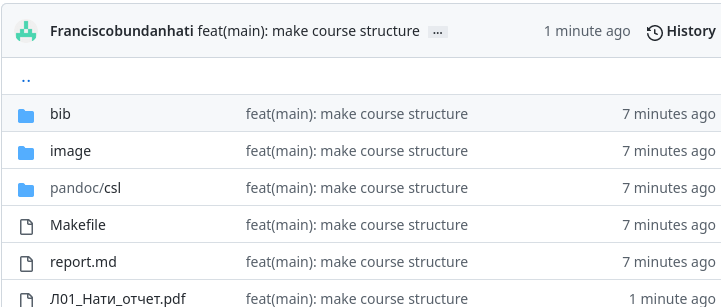 Franciscobundanhati feat(main): make course structure ... 1 minute ago History
..
bib feat(main): make course structure 7 minutes ago
image feat(main): make course structure 7 minutes ago
pandoc/csl feat(main): make course structure 7 minutes ago
Makefile feat(main): make course structure 7 minutes ago
report.md feat(main): make course structure 7 minutes ago
Л01_Нати_отчет.pdf feat(main): make course structure 1 minute ago